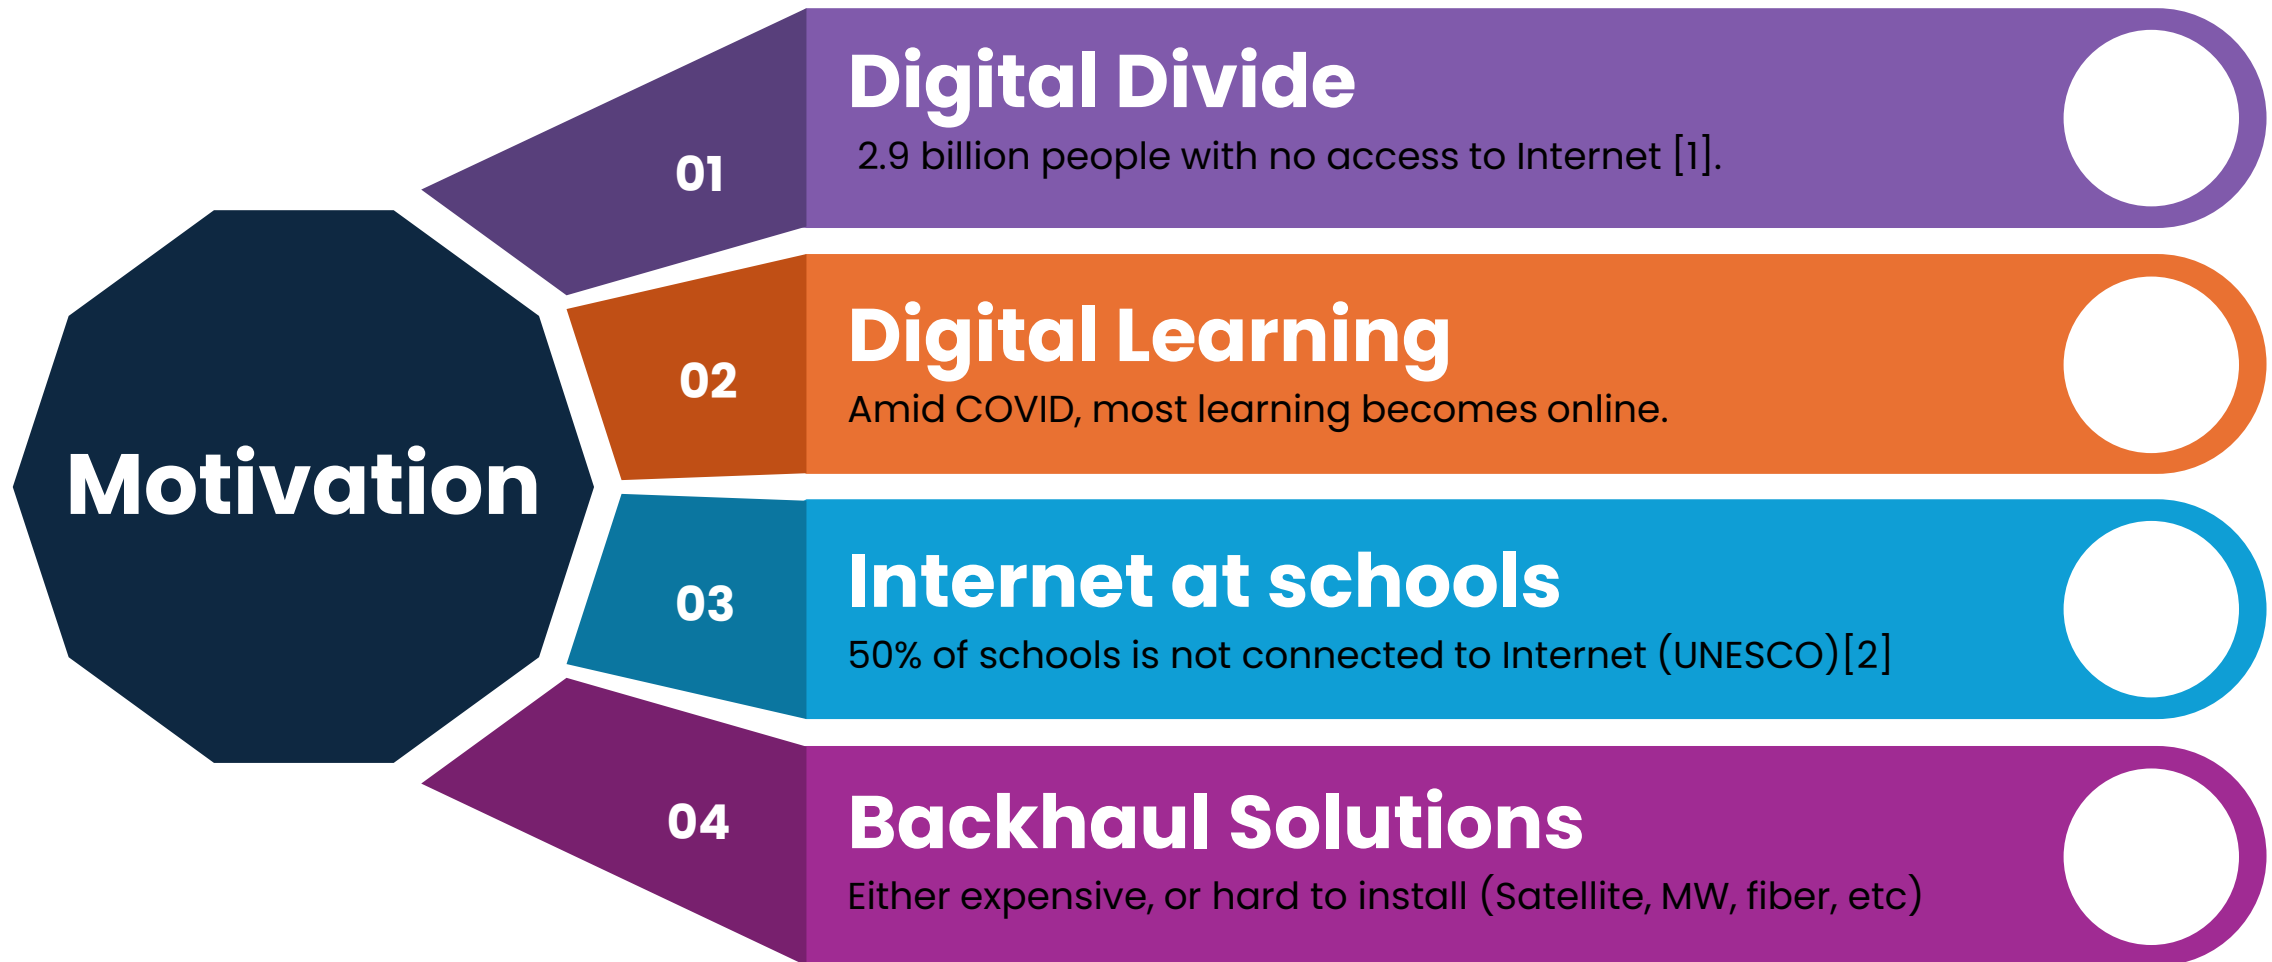 Motivation
01
Digital Divide
2.9 billion people with no access to Internet [1].
02
Digital Learning
Amid COVID, most learning becomes online.
03
Internet at schools
50% of schools is not connected to Internet (UNESCO)[2]
04
Backhaul Solutions
Either expensive, or hard to install (Satellite, MW, fiber, etc)